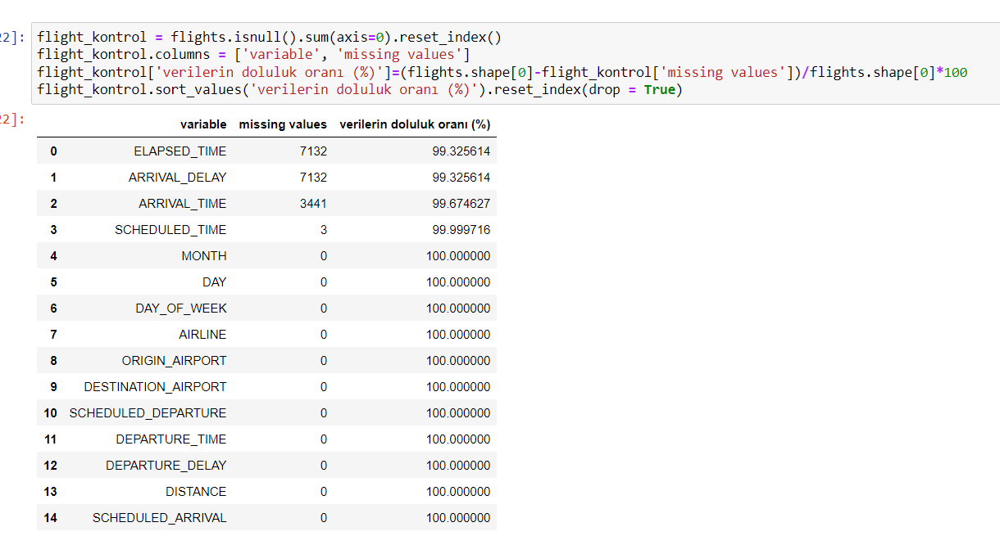 22]:
flight_kontrol = flights.isnull().sum(axis=0).reset_index()
flight_kontrol.columns = ['variable', 'missing values']
flight_kontrol['verilerin doluluk oranı (%)']=(flights.shape[0]-flight_kontrol['missing values'])/flights.shape[0]*100
flight_kontrol.sort_values('verilerin doluluk oranı (%)').reset_index(drop = True)
22]:
variable missing values verilerin doluluk oranı (%)
0 ELAPSED_TIME 7132 99.325614
1 ARRIVAL_DELAY 7132 99.325614
2 ARRIVAL_TIME 3441 99.674627
3 SCHEDULED_TIME 3 99.999716
4 MONTH 0 100.000000
5 DAY 0 100.000000
6 DAY_OF_WEEK 0 100.000000
7 AIRLINE 0 100.000000
8 ORIGIN_AIRPORT 0 100.000000
9 DESTINATION_AIRPORT 0 100.000000
10 SCHEDULED_DEPARTURE 0 100.000000
11 DEPARTURE_TIME 0 100.000000
12 DEPARTURE_DELAY 0 100.000000
13 DISTANCE 0 100.000000
14 SCHEDULED_ARRIVAL 0 100.000000